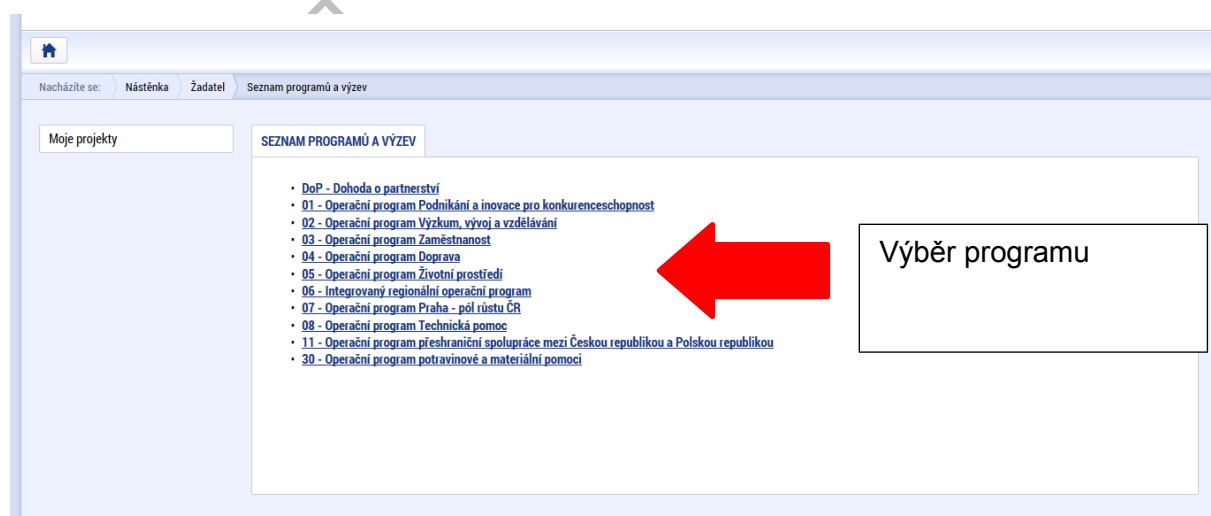 Nacházíte se: Nástěnka Žadatel Seznam programů a výzev
Moje projekty
SEZNAM PROGRAMŮ A VÝZEV
• DoP - Dohoda o partnerství
• 01 - Operační program Podnikání a inovace pro konkurenceschopnost
• 02 - Operační program Výzkum, vývoj a vzdělávání
• 03 - Operační program Zaměstnanost
• 04 - Operační program Doprava
• 05 - Operační program Životní prostředí
• 06 - Integrovaný regionální operační program
• 07 - Operační program Praha - pól růstu ČR
• 08 - Operační program Technická pomoc
• 11 - Operační program přeshraniční spolupráce mezi Českou republikou a Polskou republikou
• 30 - Operační program potravinové a materiální pomoci
Výběr programu